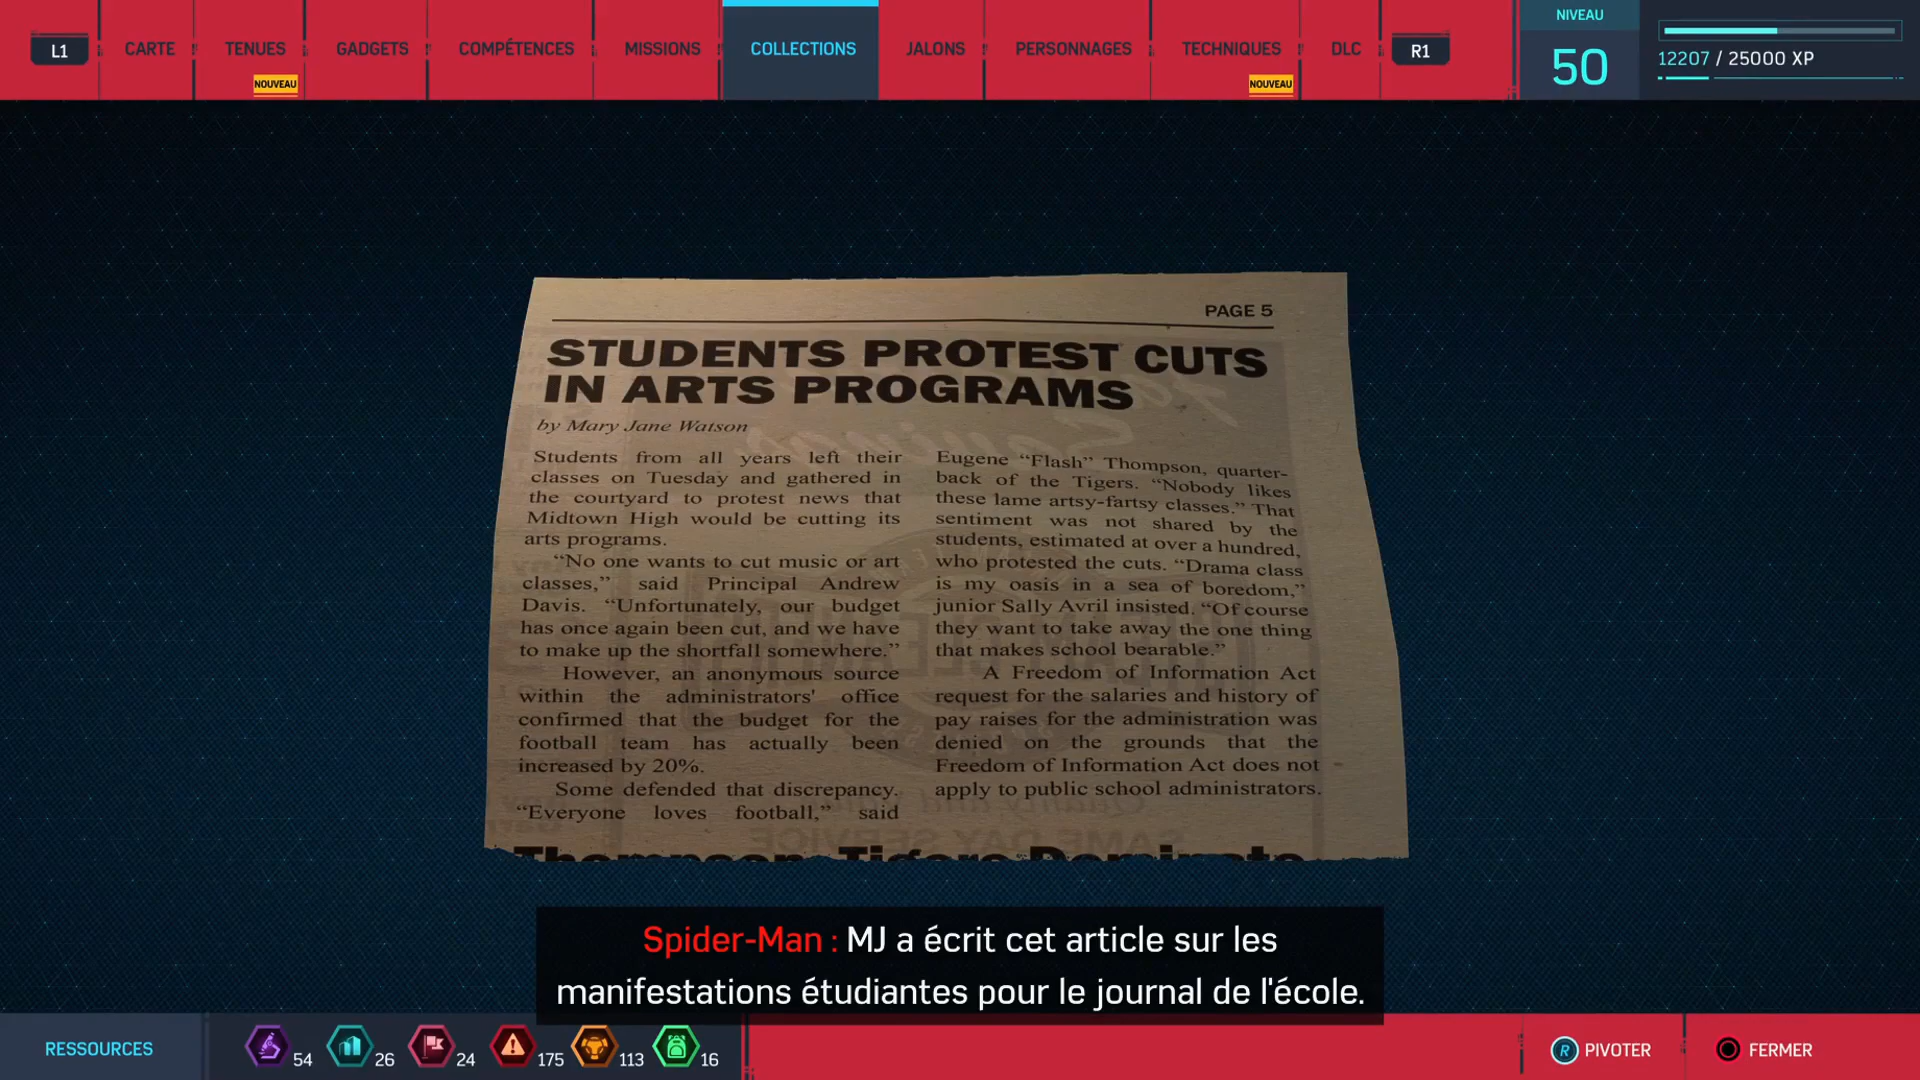 L1
CARTE
TENUES
NOUVEAU
GADGETS
COMPÉTENCES
MISSIONS
COLLECTIONS
JALONS
PERSONNAGES
TECHNIQUES
NOUVEAU
DLC
R1
NIVEAU
50
12207 / 25000 XP
PAGE 5
STUDENTS PROTEST CUTS
IN ARTS PROGRAMS
by Mary Jane Watson
Students from all years left their
classes on Tuesday and gathered in
the courtyard to protest news that
Midtown High would be cutting its
arts programs.
“No one wants to cut music or art
classes,” said Principal Andrew
Davis. “Unfortunately, our budget
has once again been cut, and we have
to make up the shortfall somewhere.”
However, an anonymous source
within the administrators' office
confirmed that the budget for the
football team has actually been
increased by 20%.
Some defended that discrepancy.
“Everyone loves football,” said
Eugene “Flash” Thompson, quarter-
back of the Tigers. “Nobody likes
these lame artsy-fartsy classes.” That
sentiment was not shared by the
students, estimated at over a hundred,
who protested the cuts. “Drama class
is my oasis in a sea of boredom,”
junior Sally Avril insisted. “Of course
they want to take away the one thing
that makes school bearable.”
A Freedom of Information Act
request for the salaries and history of
pay raises for the administration was
denied on the grounds that the
Freedom of Information Act does not
apply to public school administrators.
Thompson, Tigers Dominate
Spider-Man : MJ a écrit cet article sur les
manifestations étudiantes pour le journal de l'école.
RESSOURCES
54
26
24
175
113
16
R PIVOTER
FERMER